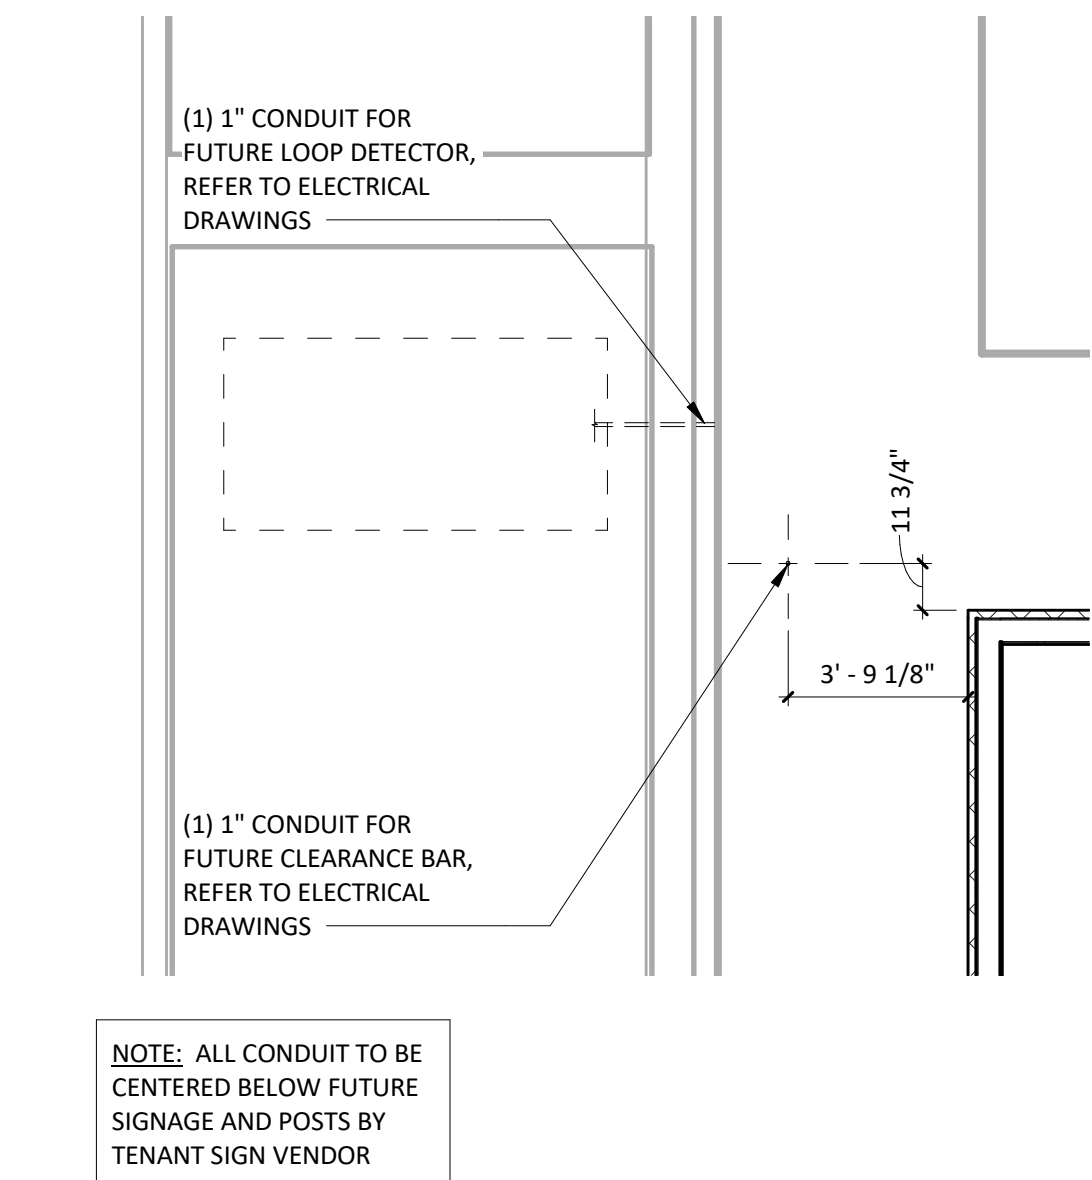 (1) 1" CONDUIT FOR
FUTURE LOOP DETECTOR,
REFER TO ELECTRICAL
DRAWINGS
11 3/4"
3' - 9 1/8"
(1) 1" CONDUIT FOR
FUTURE CLEARANCE BAR,
REFER TO ELECTRICAL
DRAWINGS
NOTE: ALL CONDUIT TO BE
CENTERED BELOW FUTURE
SIGNAGE AND POSTS BY
TENANT SIGN VENDOR